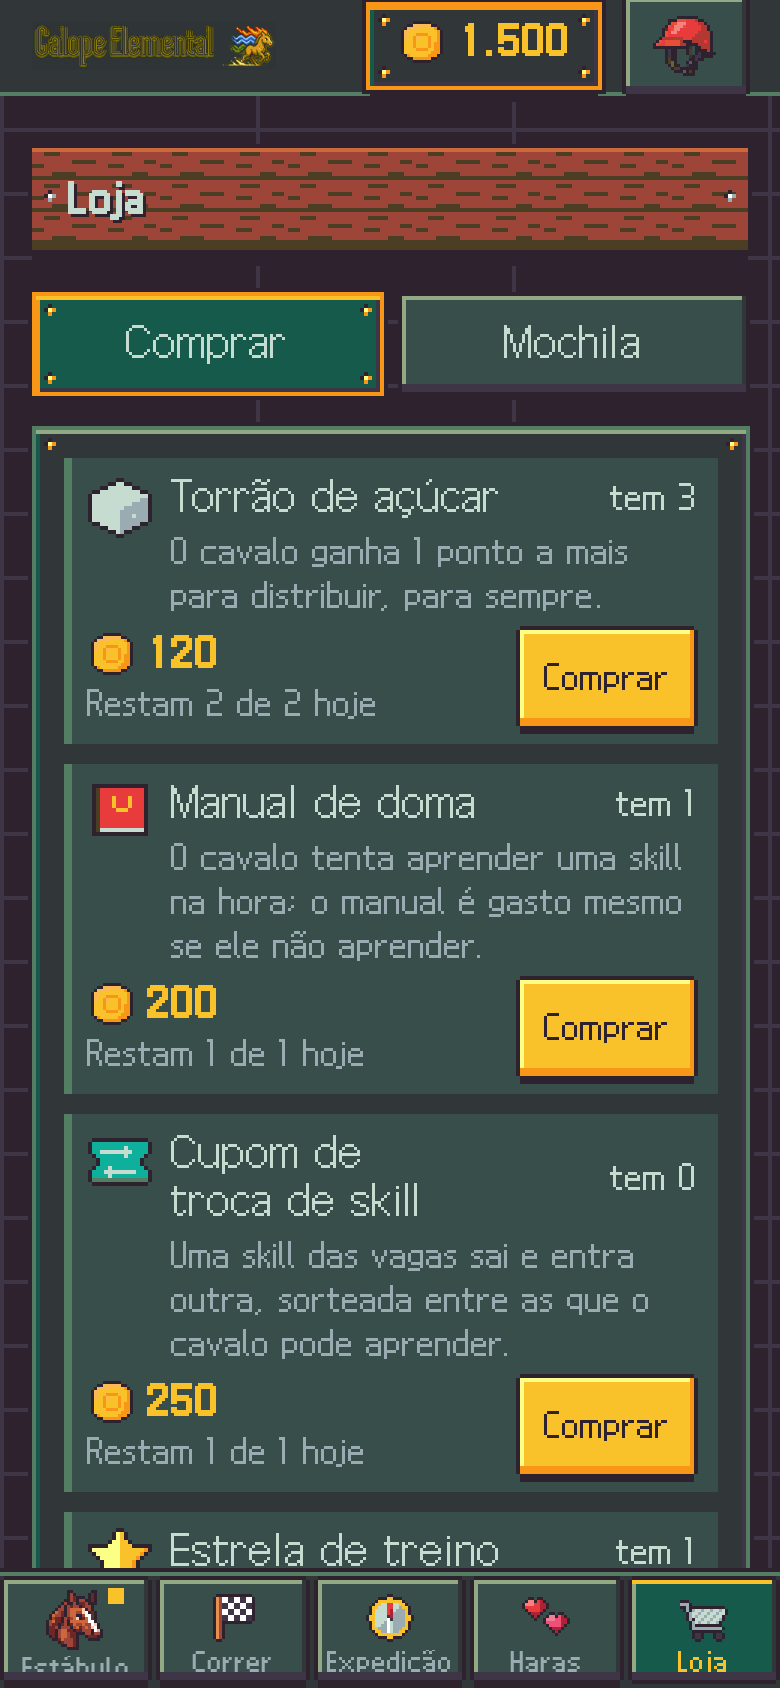 Galope Elemental
1.500
Loja
Comprar
Mochila
Torrão de açúcar
tem 3
O cavalo ganha 1 ponto a mais
para distribuir, para sempre.
120
Restam 2 de 2 hoje
Comprar
Manual de doma
tem 1
O cavalo tenta aprender uma skill
na hora: o manual é gasto mesmo
se ele não aprender.
200
Restam 1 de 1 hoje
Comprar
Cupom de
troca de skill
tem 0
Uma skill das vagas sai e entra
outra, sorteada entre as que o
cavalo pode aprender.
250
Restam 1 de 1 hoje
Comprar
Estrela de treino
tem 1
Estábulo
Correr
Expedição
Haras
Loja